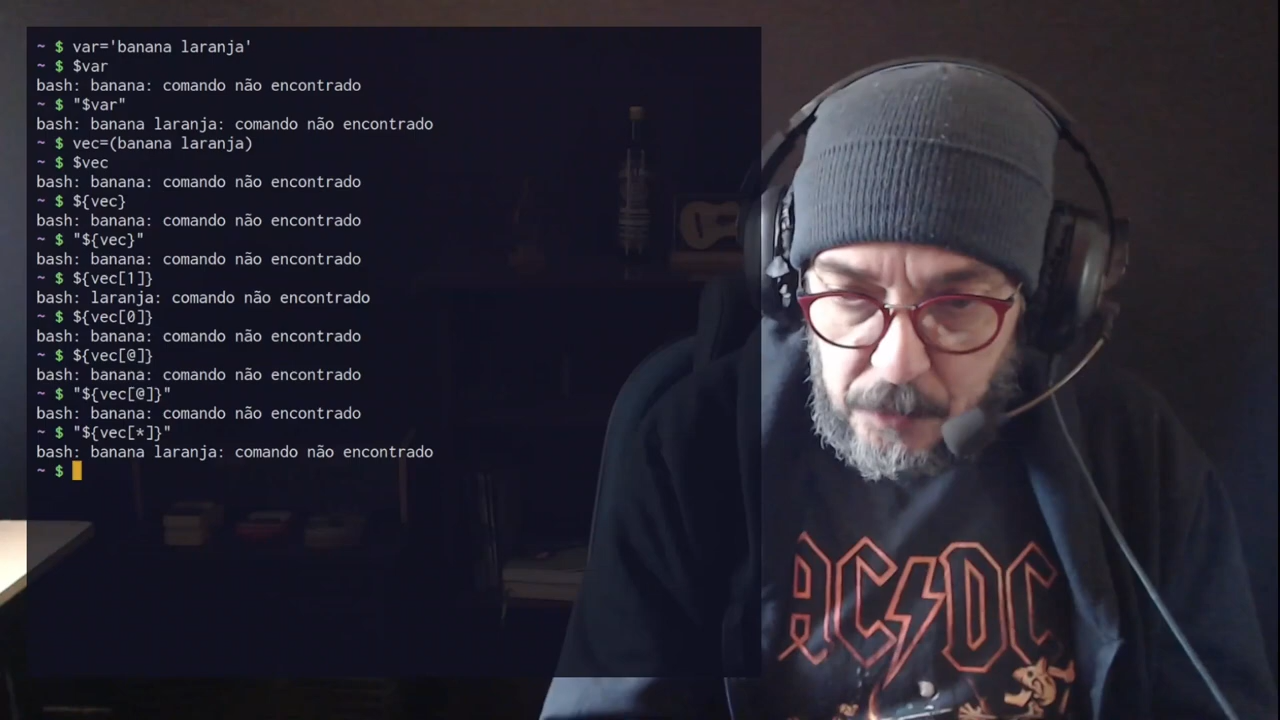 ~ $ var='banana laranja'
~ $ $var
bash: banana: comando não encontrado
~ $ "$var"
bash: banana laranja: comando não encontrado
~ $ vec=(banana laranja)
~ $ $vec
bash: banana: comando não encontrado
~ $ ${vec}
bash: banana: comando não encontrado
~ $ "${vec}"
bash: banana: comando não encontrado
~ $ ${vec[1]}
bash: laranja: comando não encontrado
~ $ ${vec[0]}
bash: banana: comando não encontrado
~ $ ${vec[@]}
bash: banana: comando não encontrado
~ $ "${vec[@]}"
bash: banana: comando não encontrado
~ $ "${vec[*]}"
bash: banana laranja: comando não encontrado
~ $
AC⚡DC